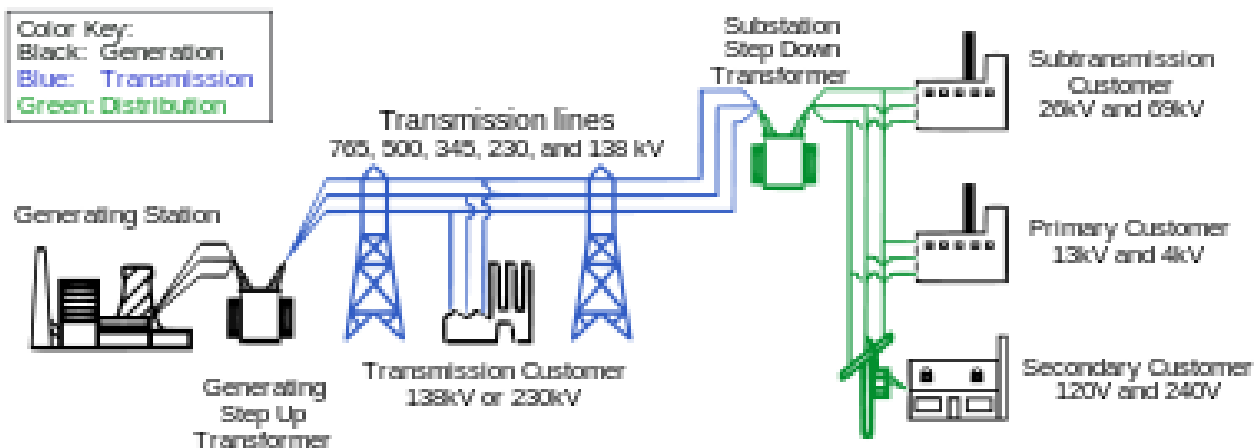 Color Key:
Black: Generation
Blue: Transmission
Green: Distribution
Substation
Step Down
Transformer
Subtransmission
Customer
26kV and 69kV
Transmission lines
765, 500, 345, 230, and 138 kV
Generating Station
Primary Customer
13kV and 4kV
Transmission Customer
138kV or 230kV
Generating
Step Up
Transformer
Secondary Customer
120V and 240V